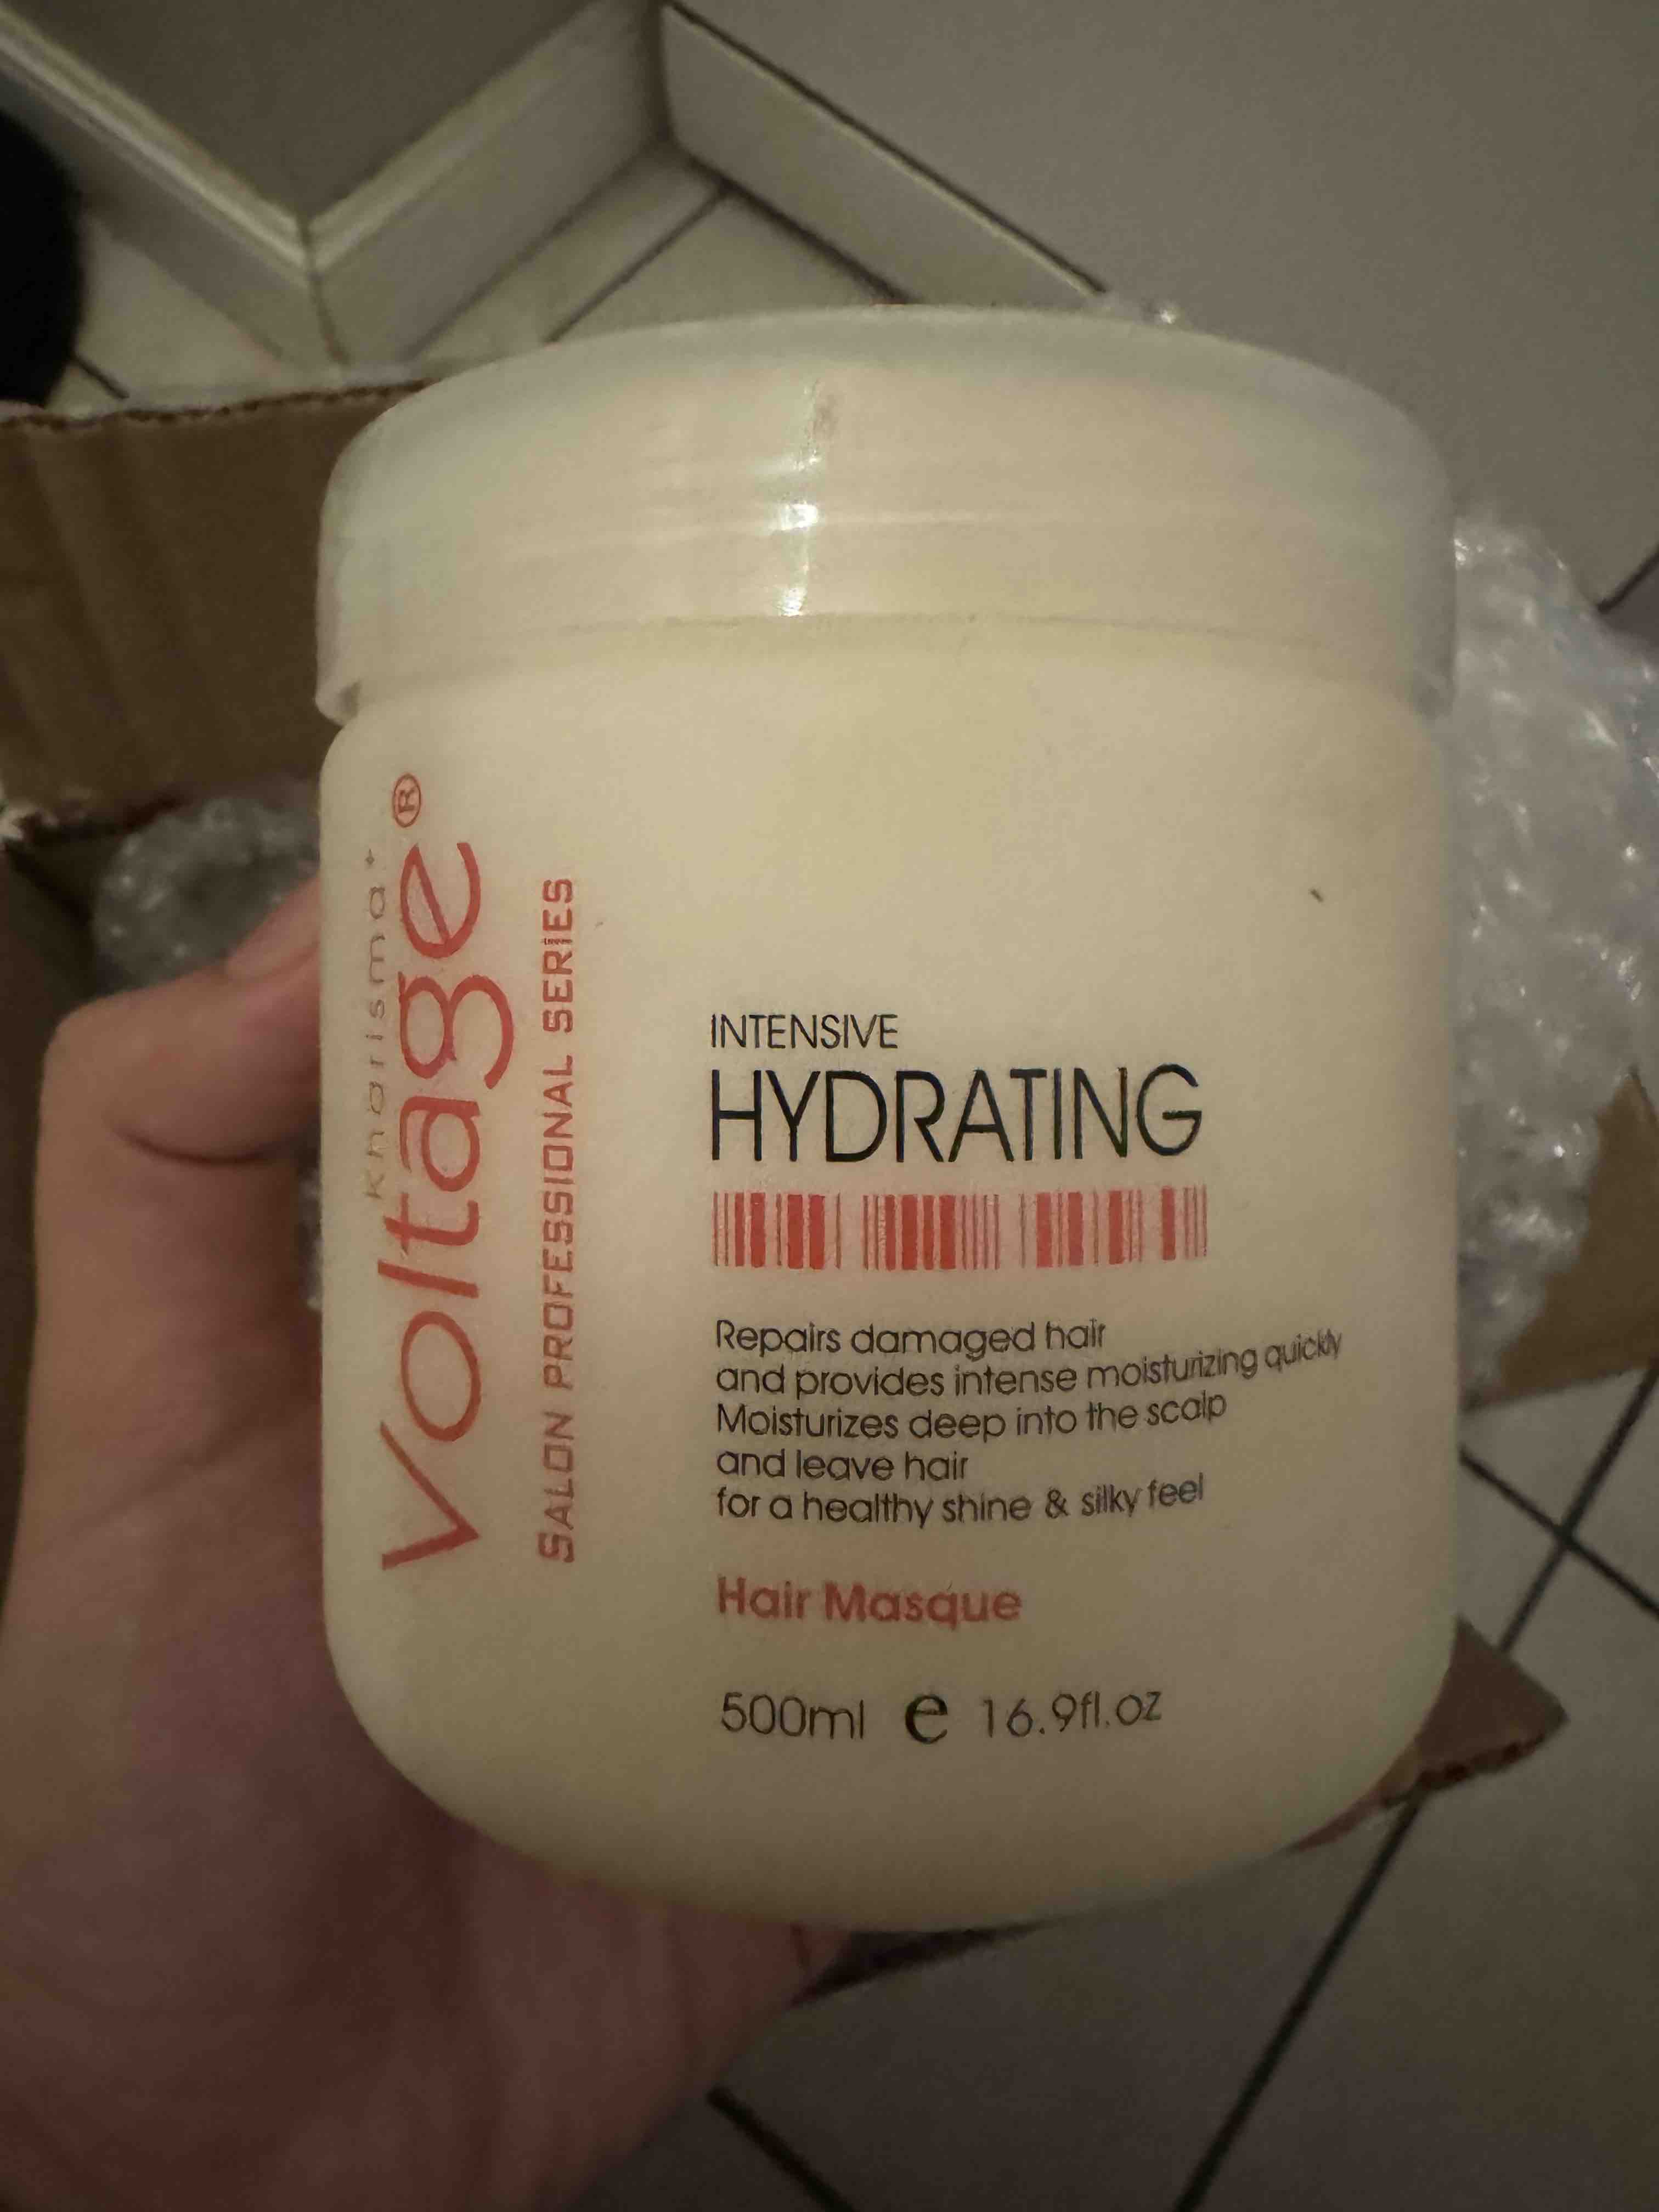 Kharisma+
Voltage®
SALON PROFESSIONAL SERIES
INTENSIVE
HYDRATING
Repairs damaged hair
and provides intense moisturizing quickly
Moisturizes deep into the scalp
and leave hair
for a healthy shine & silky feel
Hair Masque
500ml e 16.9fl.oz